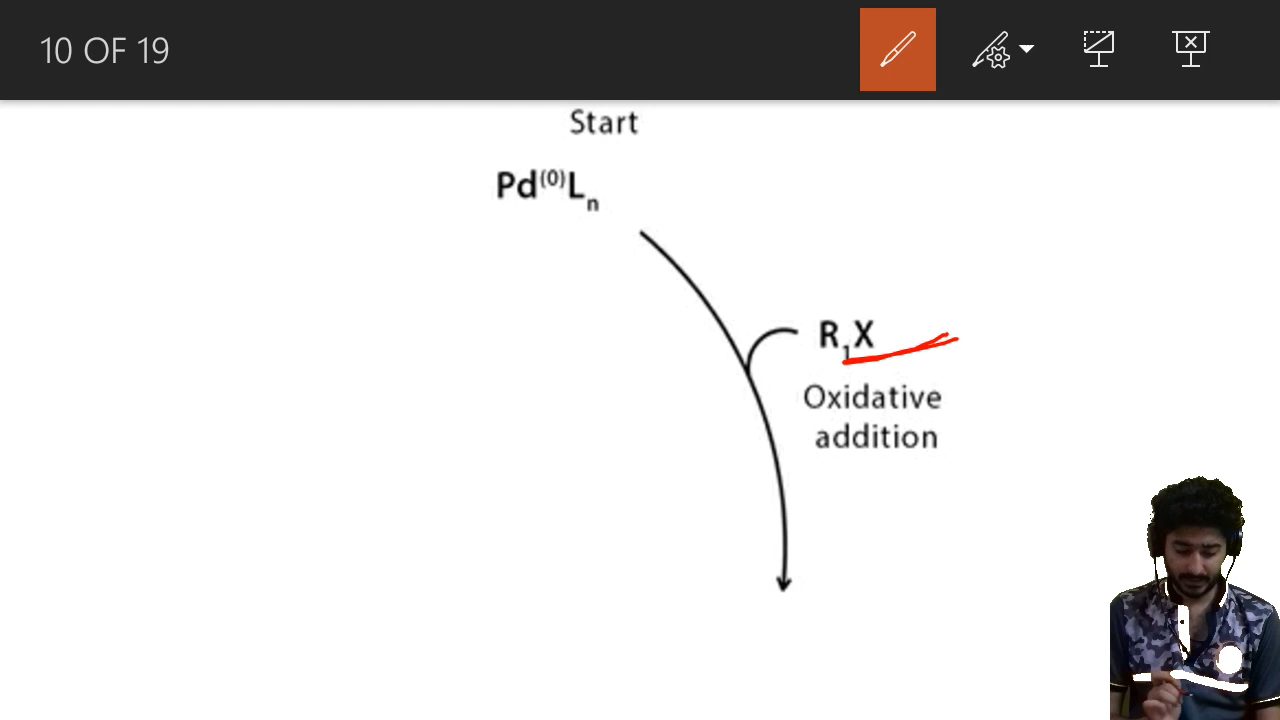 10 OF 19
Start
Pd⁽⁰⁾Lₙ
R₁X
Oxidative
addition